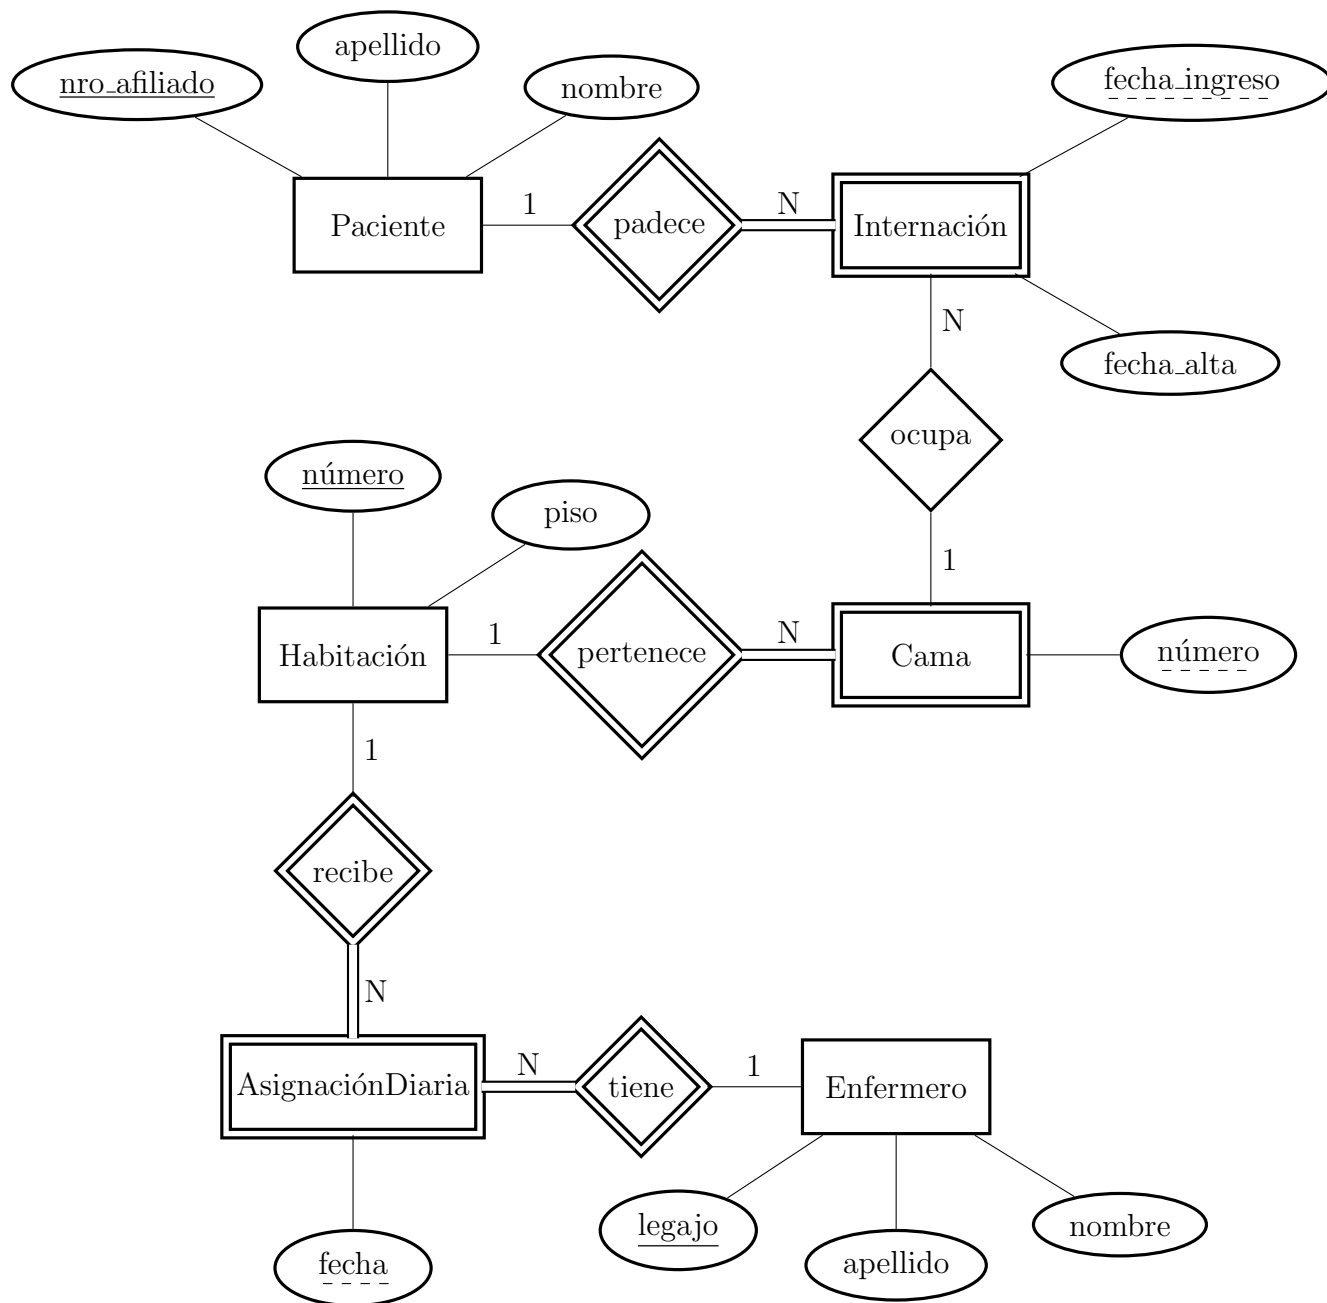 apellido
nro_afiliado
nombre
fecha_ingreso
Paciente
1
padece
N
Internación
N
fecha_alta
ocupa
número
piso
1
Habitación
1
pertenece
N
Cama
número
1
recibe
N
AsignaciónDiaria
N
tiene
1
Enfermero
legajo
apellido
nombre
fecha